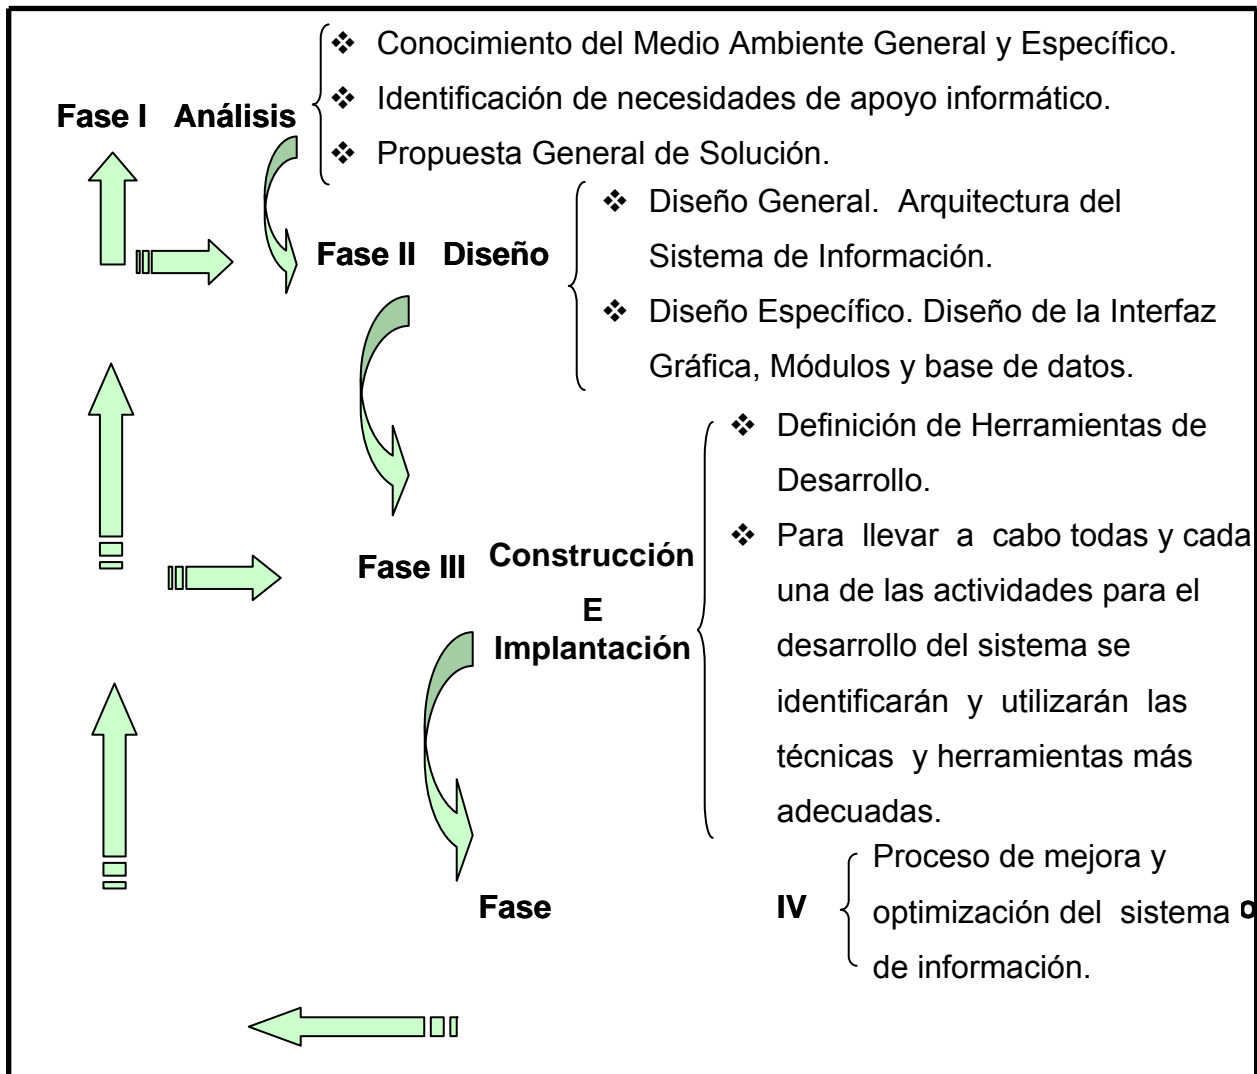 ❖ Conocimiento del Medio Ambiente General y Específico.
Fase I Análisis
❖ Identificación de necesidades de apoyo informático.
❖ Propuesta General de Solución.
Fase II Diseño
❖ Diseño General. Arquitectura del
Sistema de Información.
❖ Diseño Específico. Diseño de la Interfaz
Gráfica, Módulos y base de datos.
Fase III Construcción
E
Implantación
❖ Definición de Herramientas de
Desarrollo.
❖ Para llevar a cabo todas y cada
una de las actividades para el
desarrollo del sistema se
identificarán y utilizarán las
técnicas y herramientas más
adecuadas.
Fase IV
Proceso de mejora y
optimización del sistema
de información.